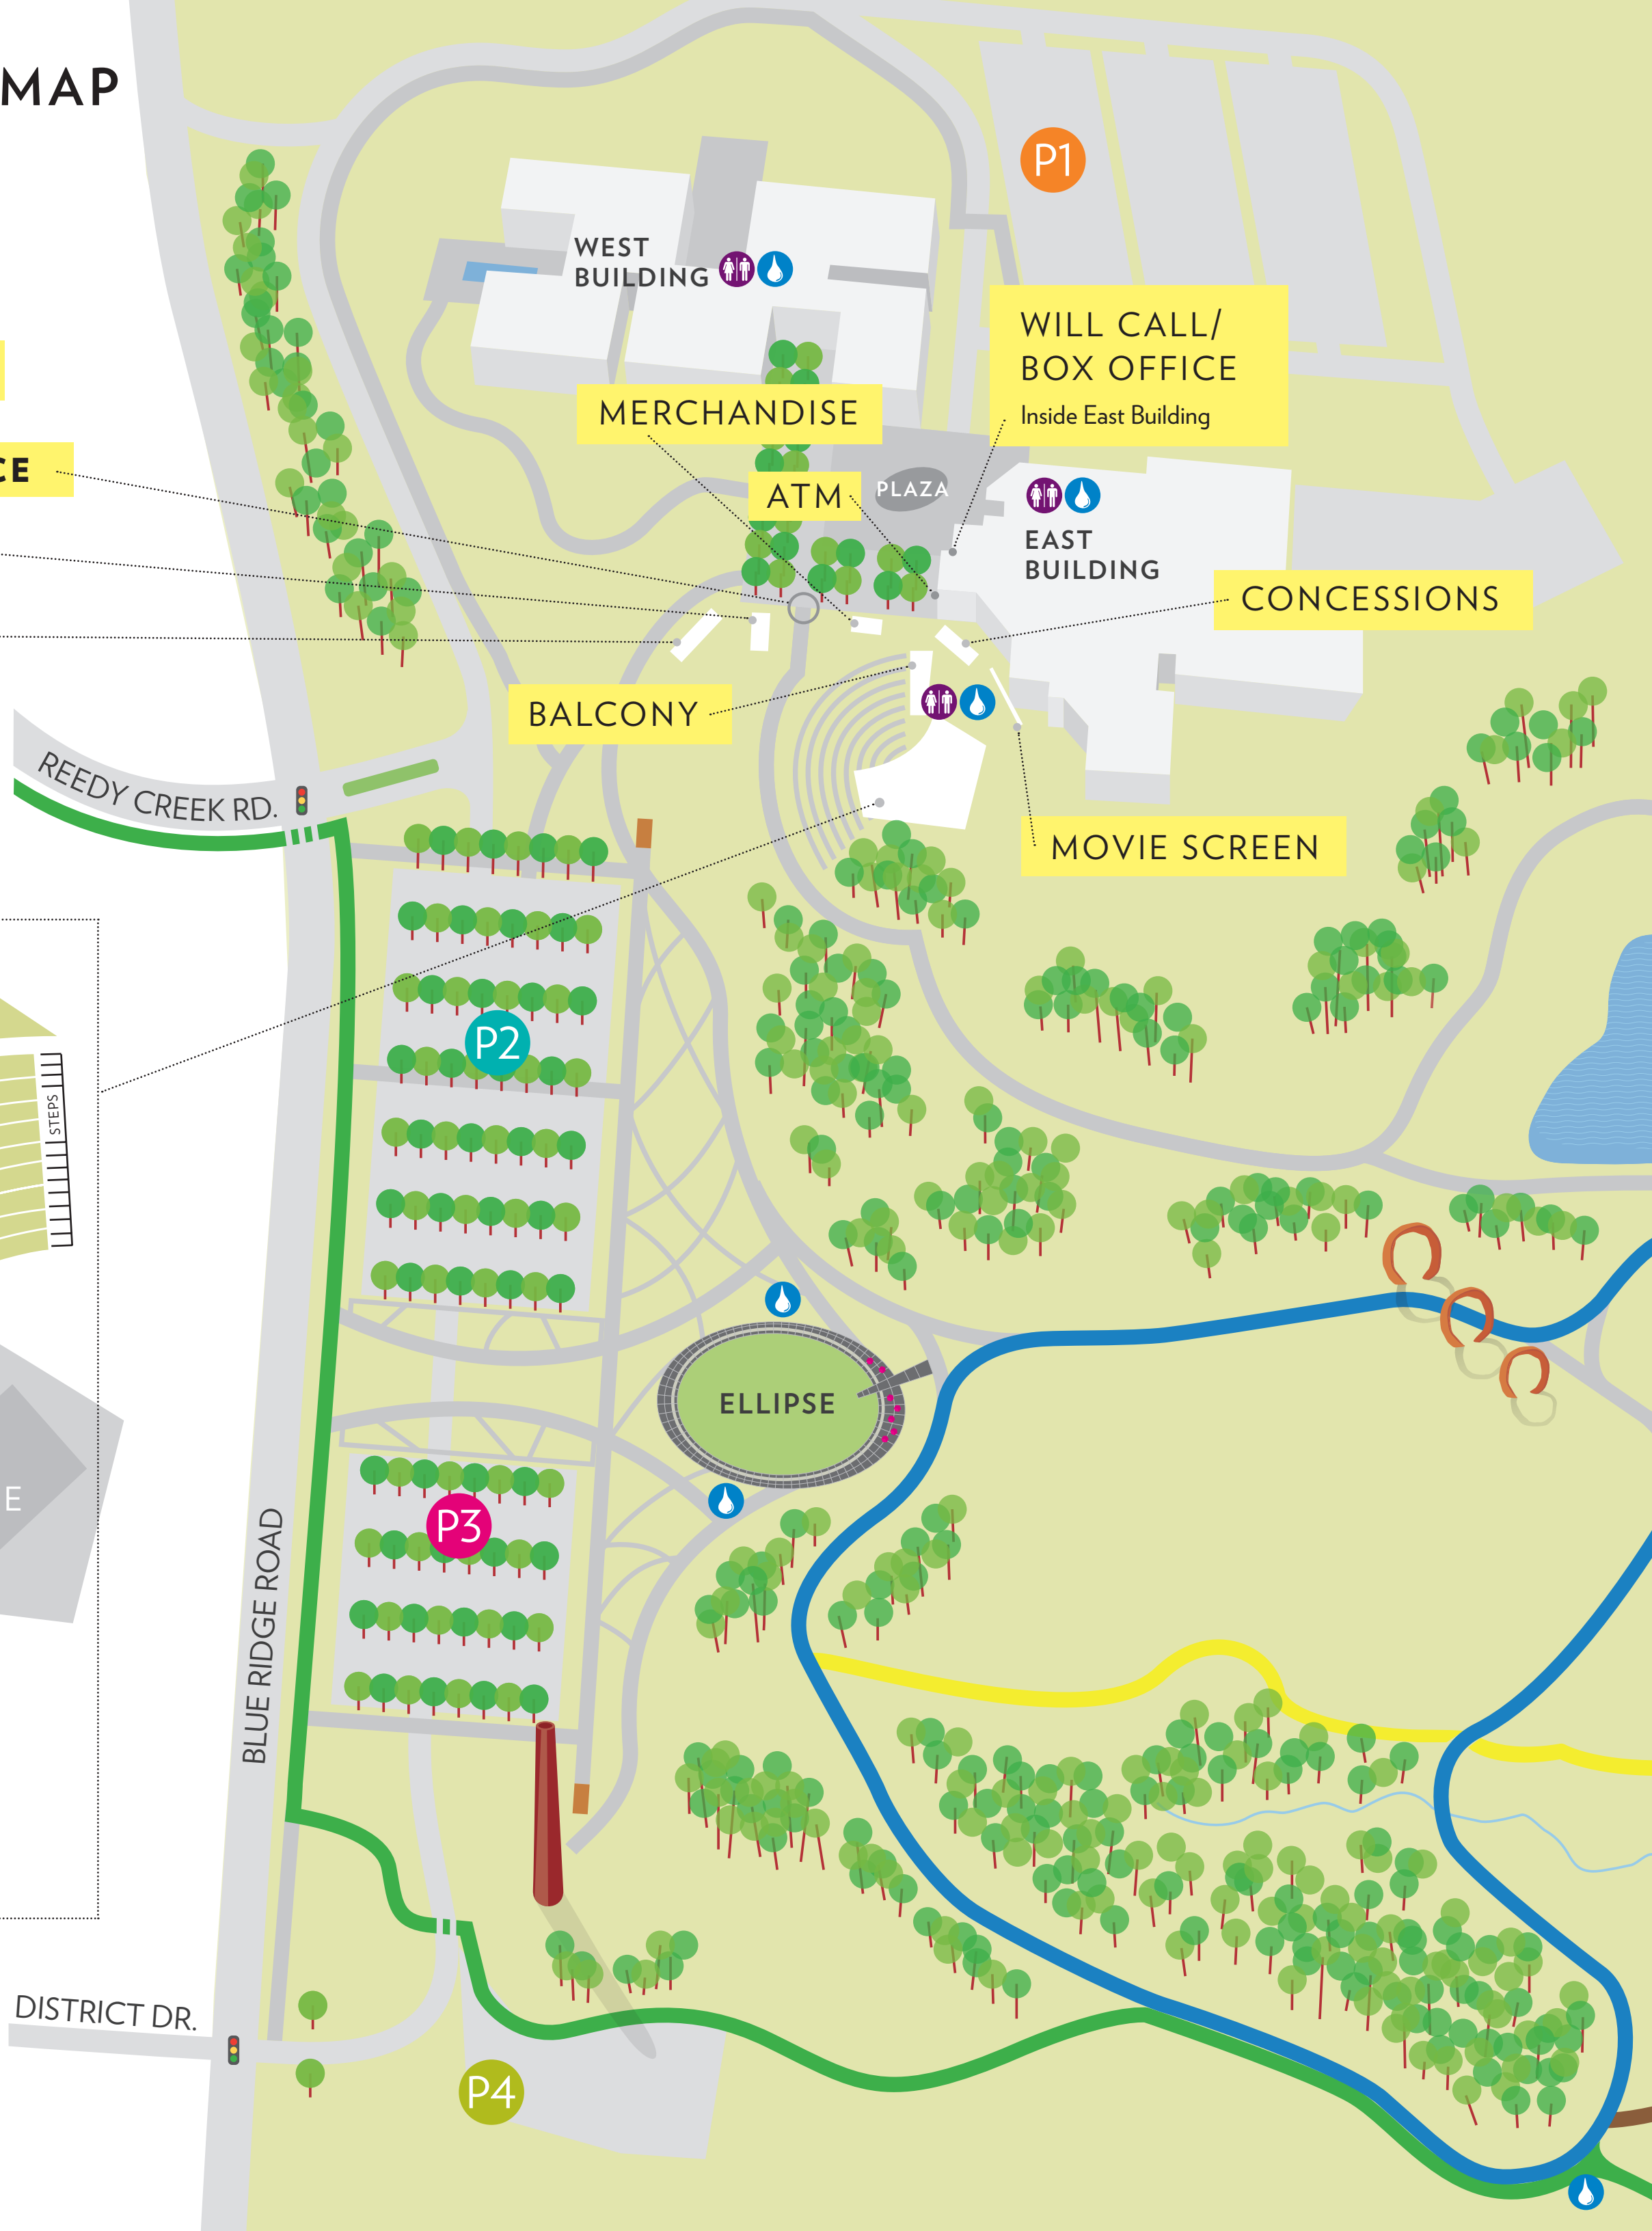 MAP
P1
WEST
BUILDING
WILL CALL/
BOX OFFICE
Inside East Building
MERCHANDISE
CE
ATM
PLAZA
EAST
BUILDING
CONCESSIONS
BALCONY
REEDY CREEK RD.
MOVIE SCREEN
P2
STEPS
ELLIPSE
E
P3
BLUE RIDGE ROAD
DISTRICT DR.
P4